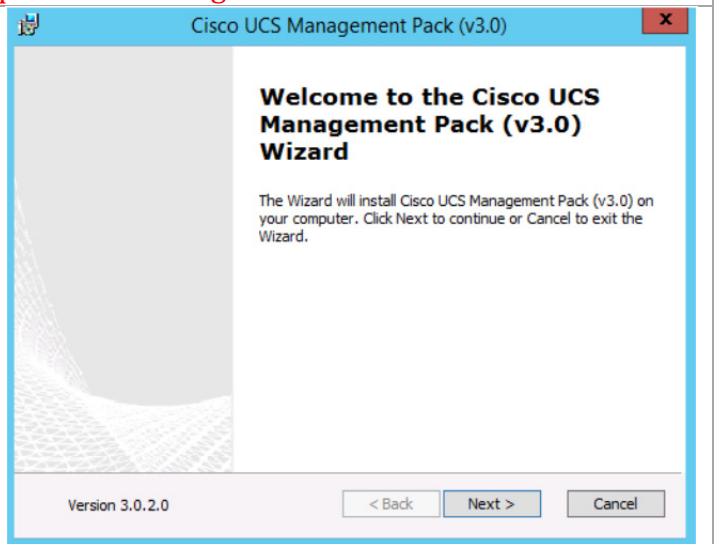 Cisco UCS Management Pack (v3.0)
x
Welcome to the Cisco UCS
Management Pack (v3.0)
Wizard
The Wizard will install Cisco UCS Management Pack (v3.0) on
your computer. Click Next to continue or Cancel to exit the
Wizard.
Version 3.0.2.0
< Back
Next >
Cancel